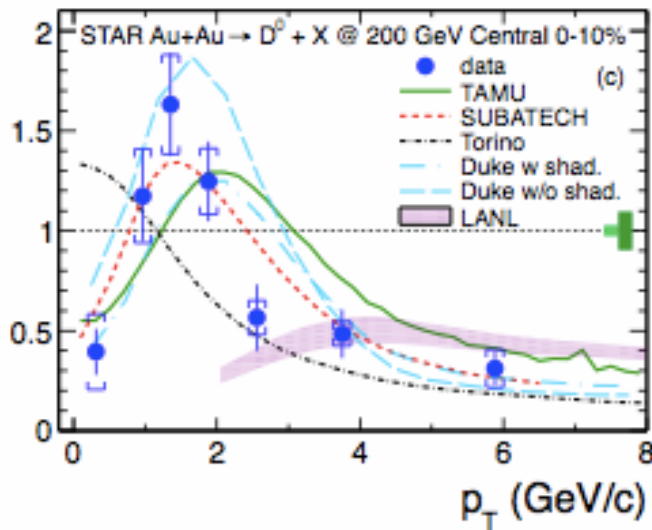 STAR Au+Au → D⁰ + X @ 200 GeV Central 0-10%
(c)
data
TAMU
SUBATECH
Torino
Duke w shad.
Duke w/o shad.
LANL
2
1.5
1
0.5
0
0 2 4 6 8
p_T (GeV/c)